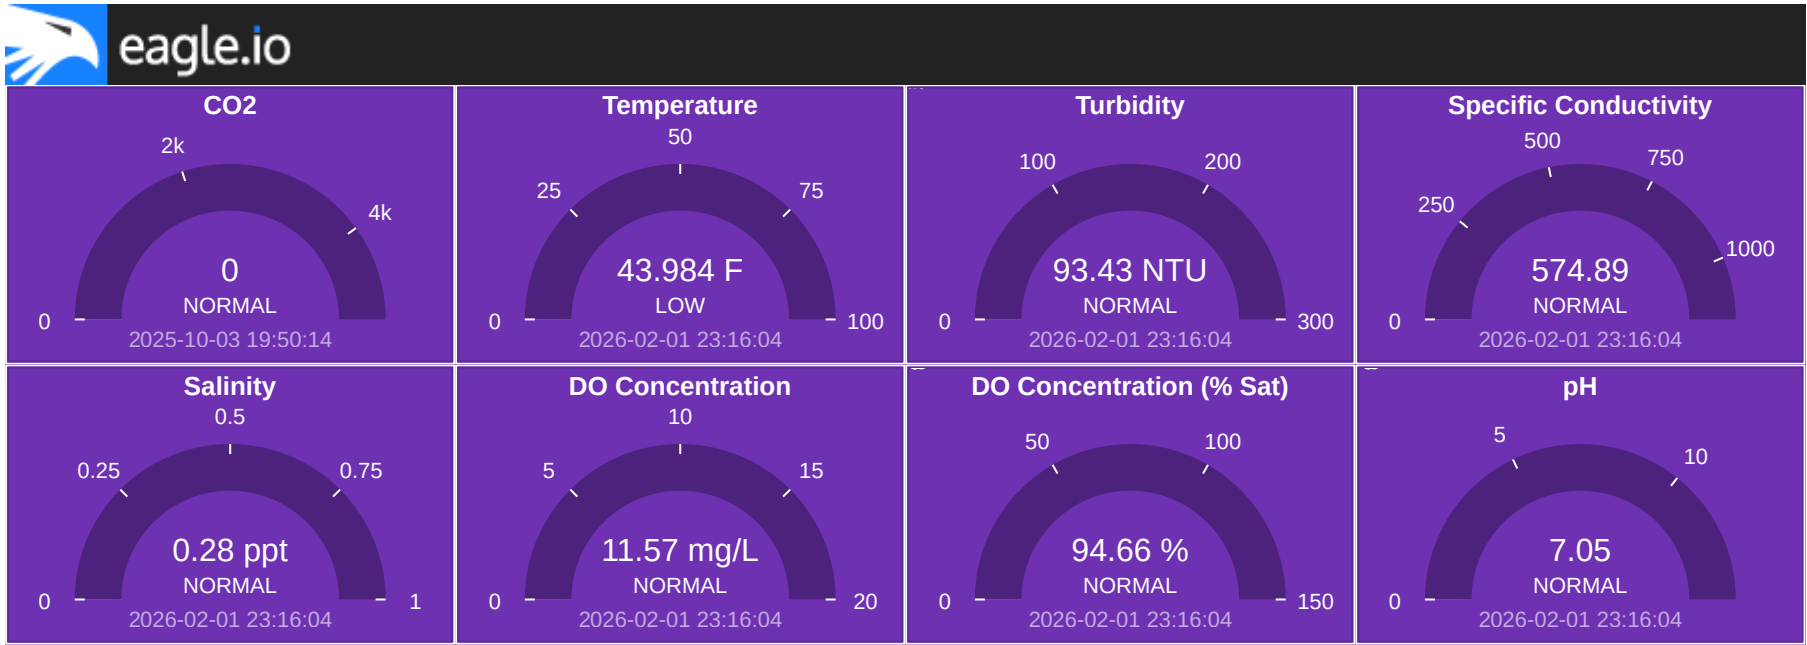 eagle.io
CO2
2k
4k
0
0
NORMAL
2025-10-03 19:50:14
Temperature
50
25
75
43.984 F
LOW
0
100
2026-02-01 23:16:04
Turbidity
100
200
93.43 NTU
NORMAL
0
300
2026-02-01 23:16:04
Specific Conductivity
500
750
250
1000
574.89
NORMAL
0
2026-02-01 23:16:04
Salinity
0.5
0.25
0.75
0.28 ppt
NORMAL
0
1
2026-02-01 23:16:04
DO Concentration
10
5
15
11.57 mg/L
NORMAL
0
20
2026-02-01 23:16:04
DO Concentration (% Sat)
50
100
94.66 %
NORMAL
0
150
2026-02-01 23:16:04
pH
5
10
7.05
NORMAL
0
2026-02-01 23:16:04